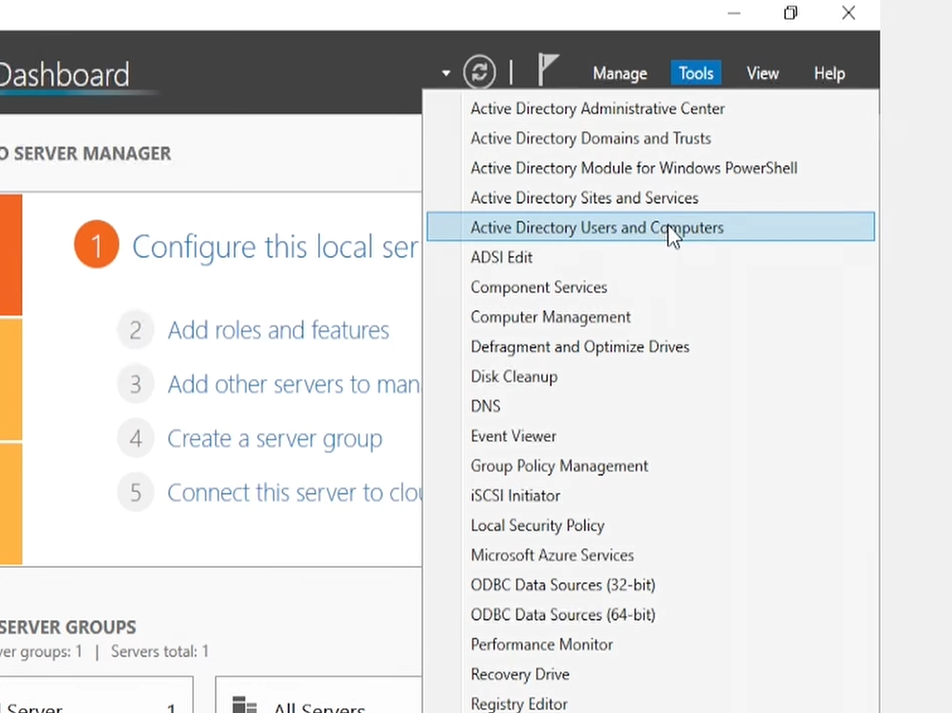 Dashboard
Manage Tools View Help
SERVER MANAGER
1 Configure this local
2 Add roles and features
3 Add other servers to
4 Create a server group
5 Connect this server to
SERVER GROUPS
groups: 1 | Servers total: 1
Server 1
All Servers
Active Directory Administrative Center
Active Directory Domains and Trusts
Active Directory Module for Windows PowerShell
Active Directory Sites and Services
Active Directory Users and Computers
ADSI Edit
Component Services
Computer Management
Defragment and Optimize Drives
Disk Cleanup
DNS
Event Viewer
Group Policy Management
iSCSI Initiator
Local Security Policy
Microsoft Azure Services
ODBC Data Sources (32-bit)
ODBC Data Sources (64-bit)
Performance Monitor
Recovery Drive
Registry Editor